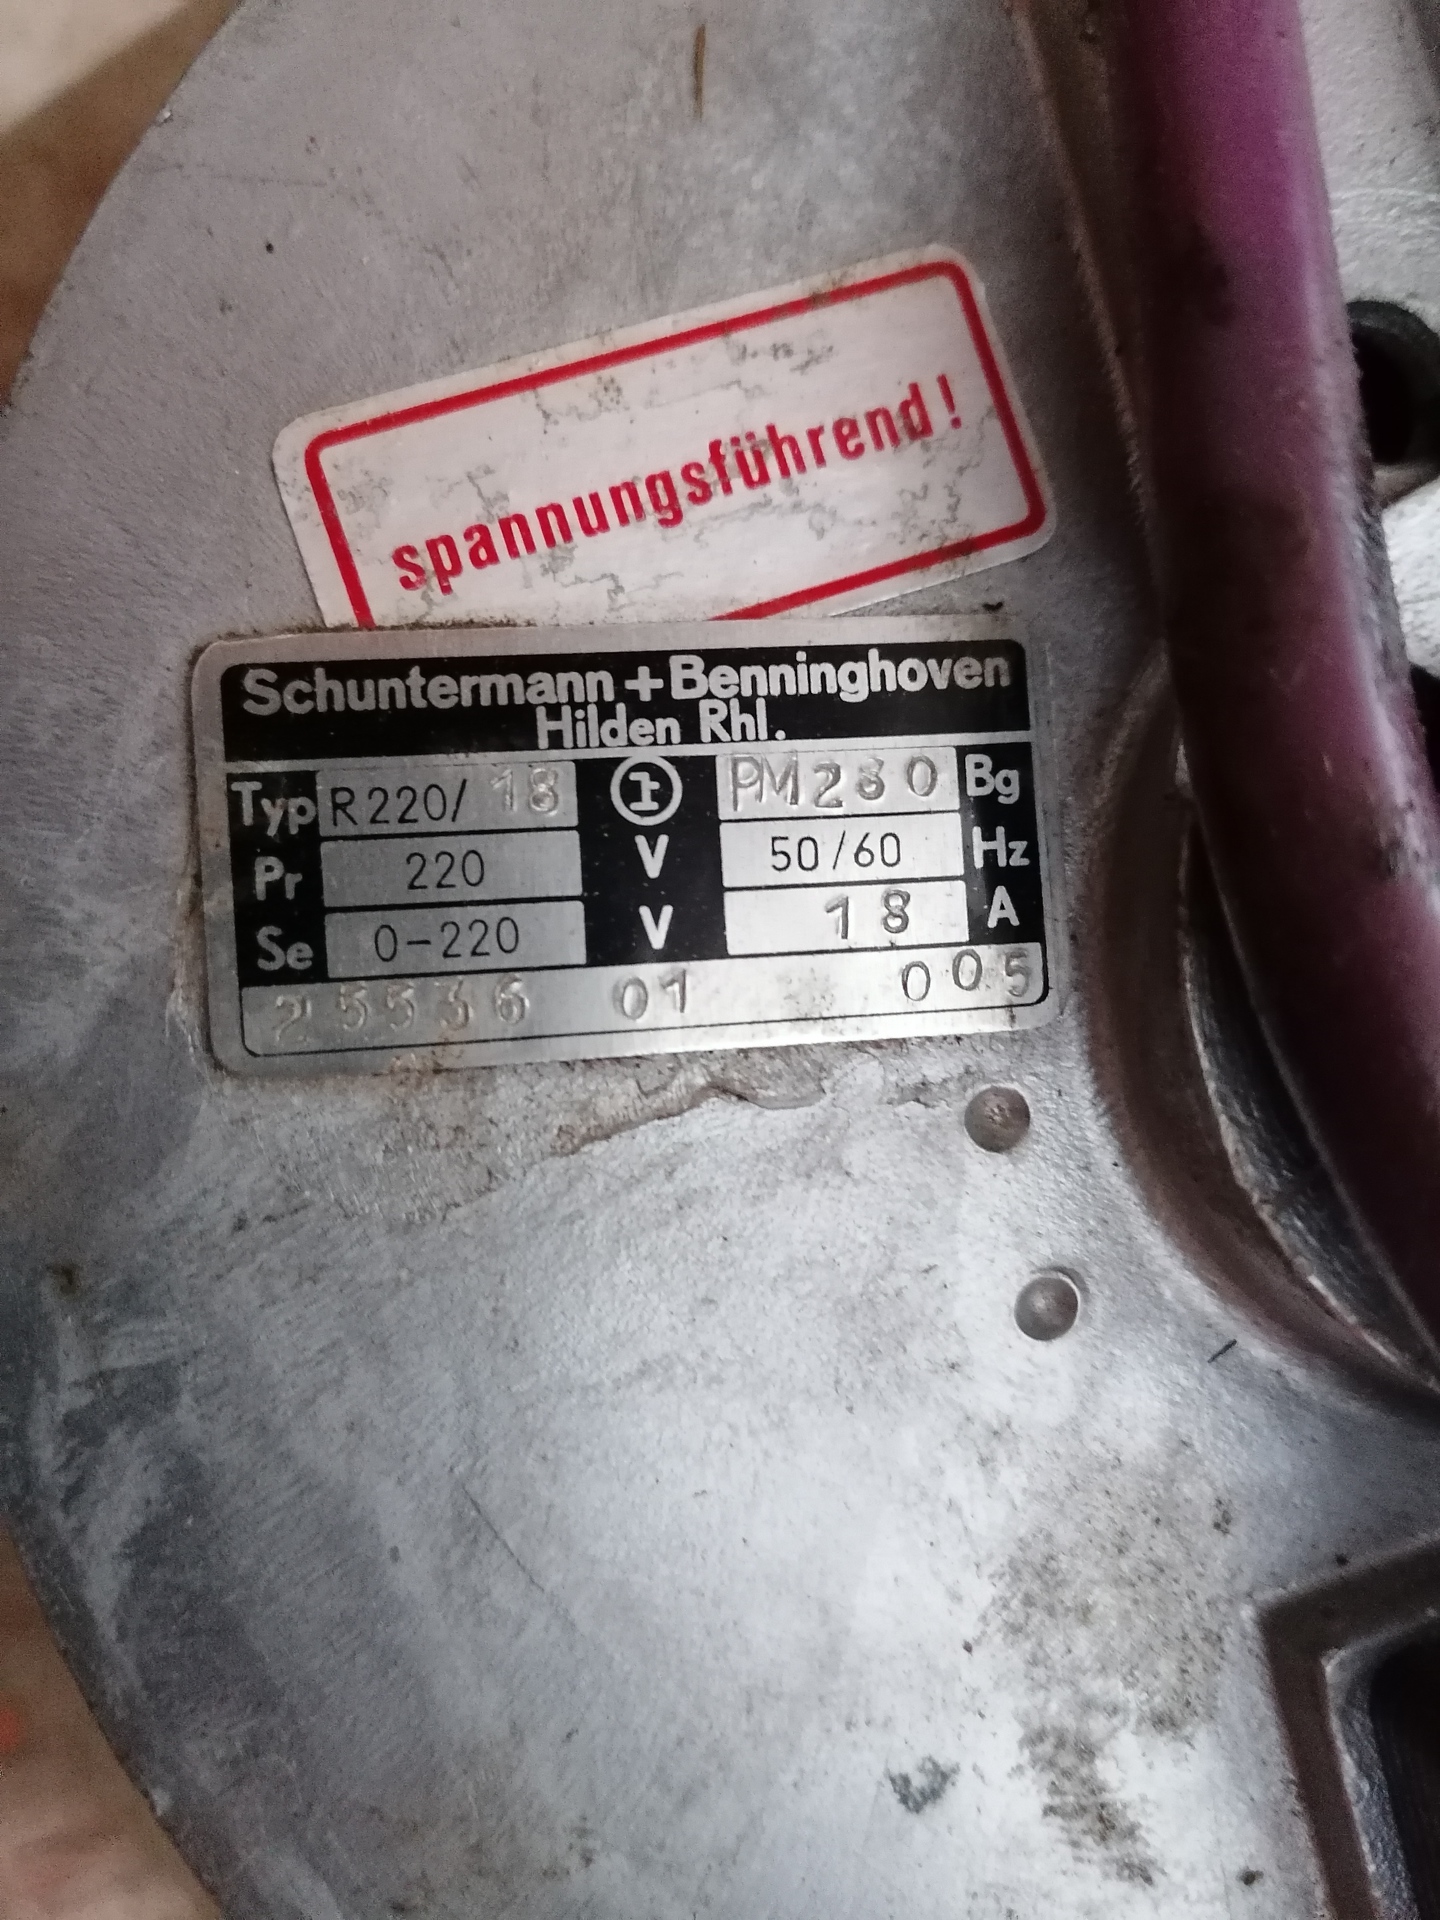 spannungsführend!
Schuntermann + Benninghoven
Hilden Rhl.
Typ R220/ 18 PM280 Bg
Pr 220 V 50/60 Hz
Se 0-220 V 18 A
25536 01 005